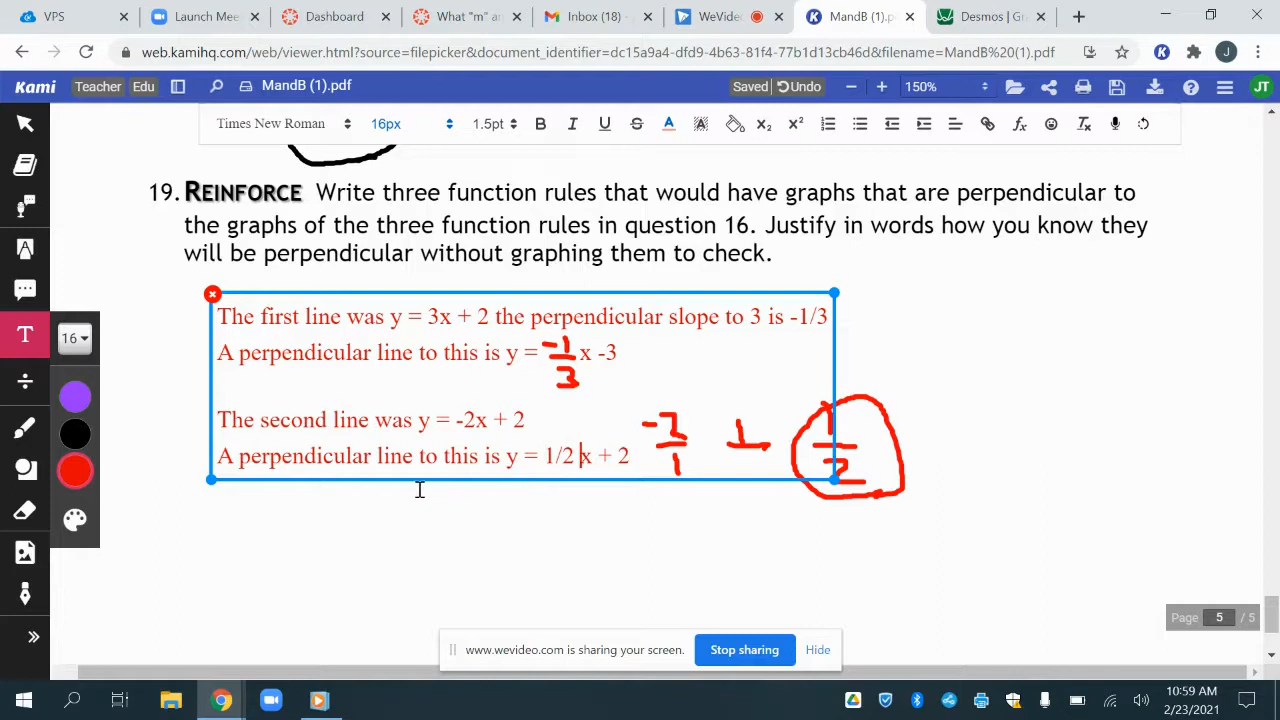 VPS
Launch Mee
Dashboard
What "m" a
Inbox (18) -
WeVideo
MandB (1).p
Desmos | G
web.kamihq.com/web/viewer.html?source=filepicker&document_identifier=dc15a9a4-dfd9-4b63-81f4-77b1d13cb46d&filename=MandB%20(1).pdf
K
J
Kami Teacher Edu MandB (1).pdf Saved Undo 150% JT
Times New Roman 16px 1.5pt B I U S A A X₂ X² fx Tx
19. REINFORCE Write three function rules that would have graphs that are perpendicular to
the graphs of the three function rules in question 16. Justify in words how you know they
will be perpendicular without graphing them to check.
The first line was y = 3x + 2 the perpendicular slope to 3 is -1/3
A perpendicular line to this is y = -1/3 x -3
The second line was y = -2x + 2
A perpendicular line to this is y = 1/2 x + 2
-2/1 ⊥ 1/2
T
16
Page 5 / 5
www.wevideo.com is sharing your screen. Stop sharing Hide
10:59 AM
2/23/2021